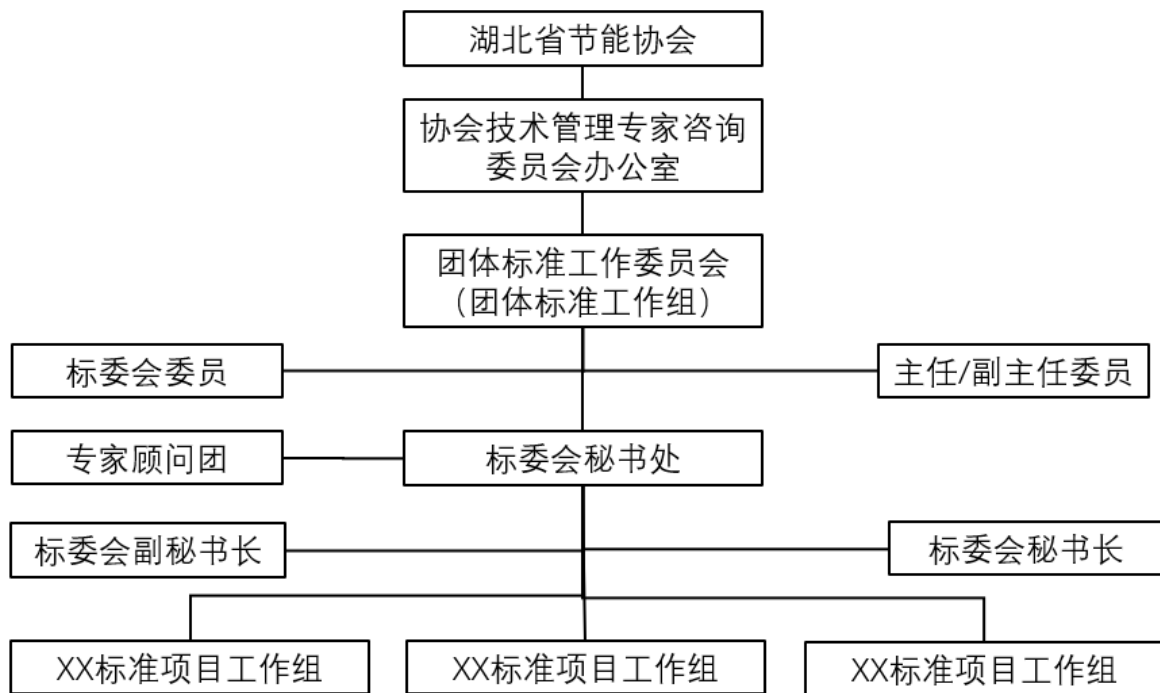 湖北省节能协会
协会技术管理专家咨询
委员会办公室
团体标准工作委员会
（团体标准工作组）
标委会委员
主任/副主任委员
专家顾问团
标委会秘书处
标委会副秘书长
标委会秘书长
XX标准项目工作组
XX标准项目工作组
XX标准项目工作组